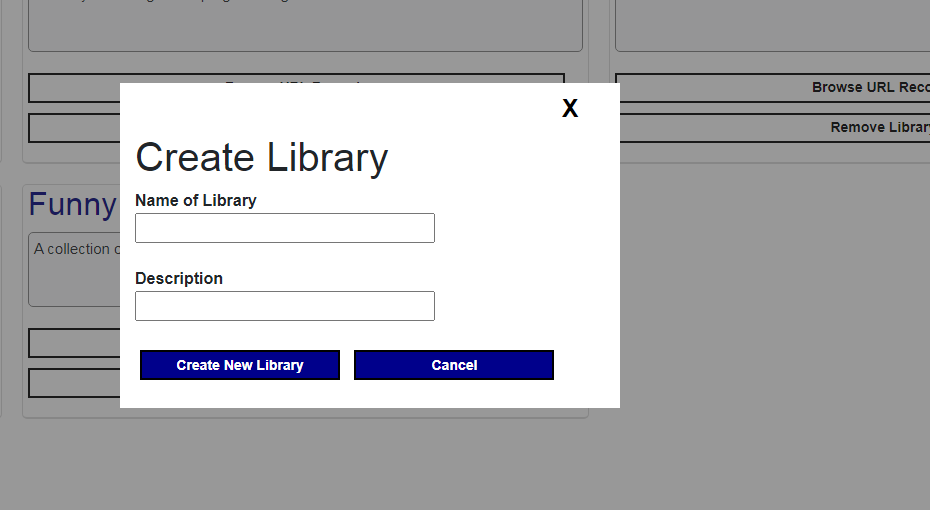 Browse URL Reco
X
Remove Library
Create Library
Name of Library
Funny
A collection
Description
Create New Library
Cancel